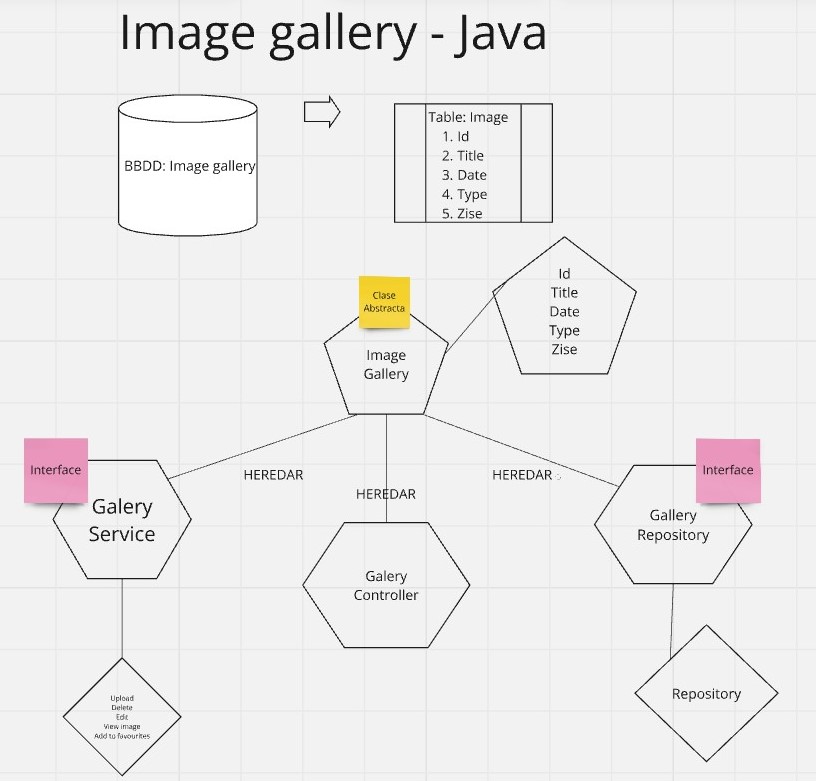 Image gallery - Java
BBDD: Image gallery
Table: Image
1. Id
2. Title
3. Date
4. Type
5. Zise
Id
Title
Date
Type
Zise
Clase
Abstracta
Image
Gallery
Interface
Galery
Service
HEREDAR
HEREDAR
HEREDAR
Interface
Gallery
Repository
Galery
Controller
Upload
Delete
Edit
View image
Add to favourites
Repository